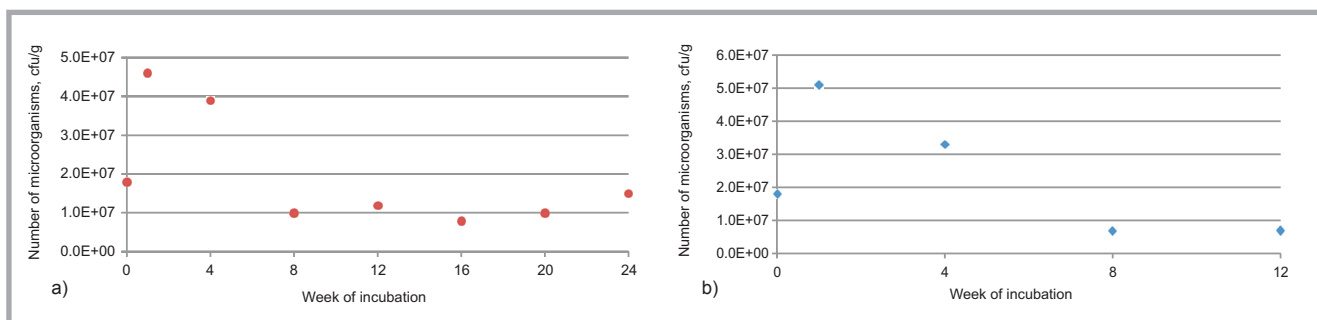 Number of microorganisms, cfu/g
5.0E+07
4.0E+07
3.0E+07
2.0E+07
1.0E+07
0.0E+00
0 4 8 12 16 20 24
Week of incubation
a)
Number of microorganisms, cfu/g
6.0E+07
5.0E+07
4.0E+07
3.0E+07
2.0E+07
1.0E+07
0.0E+00
0 4 8 12
Week of incubation
b)